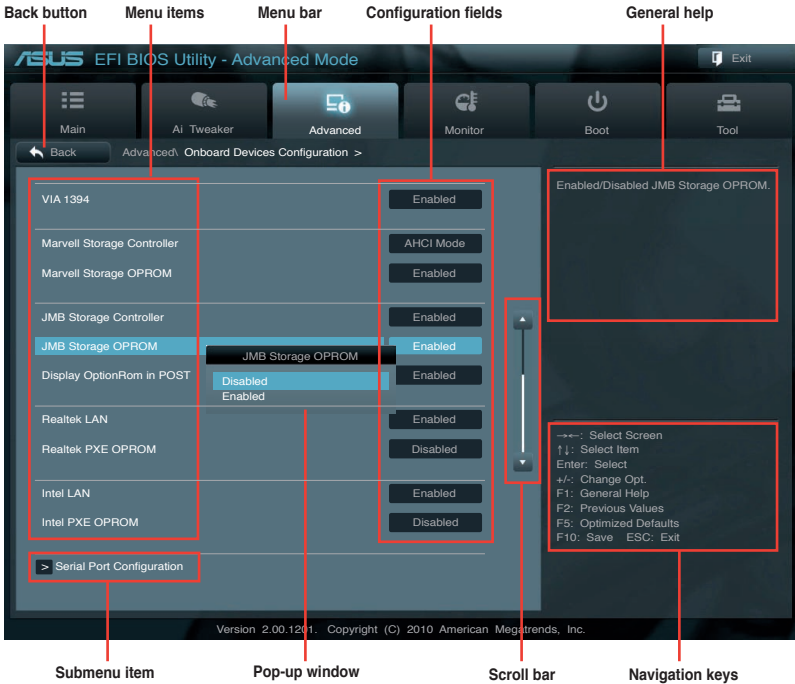 Back button Menu items Menu bar Configuration fields General help
ASUS EFI BIOS Utility - Advanced Mode Exit
Main Ai Tweaker Advanced Monitor Boot Tool
Back Advanced\ Onboard Devices Configuration >
Enabled/Disabled JMB Storage OPROM.
VIA 1394 Enabled
Marvell Storage Controller AHCI Mode
Marvell Storage OPROM Enabled
JMB Storage Controller Enabled
JMB Storage OPROM Enabled
JMB Storage OPROM
Display OptionRom in POST Enabled
Disabled
Enabled
Realtek LAN Enabled
Realtek PXE OPROM Disabled
Intel LAN Enabled
Intel PXE OPROM Disabled
> Serial Port Configuration
→←: Select Screen
↑↓: Select Item
Enter: Select
+/-: Change Opt.
F1: General Help
F2: Previous Values
F5: Optimized Defaults
F10: Save ESC: Exit
Version 2.00.1201. Copyright (C) 2010 American Megatrends, Inc.
Submenu item Pop-up window Scroll bar Navigation keys